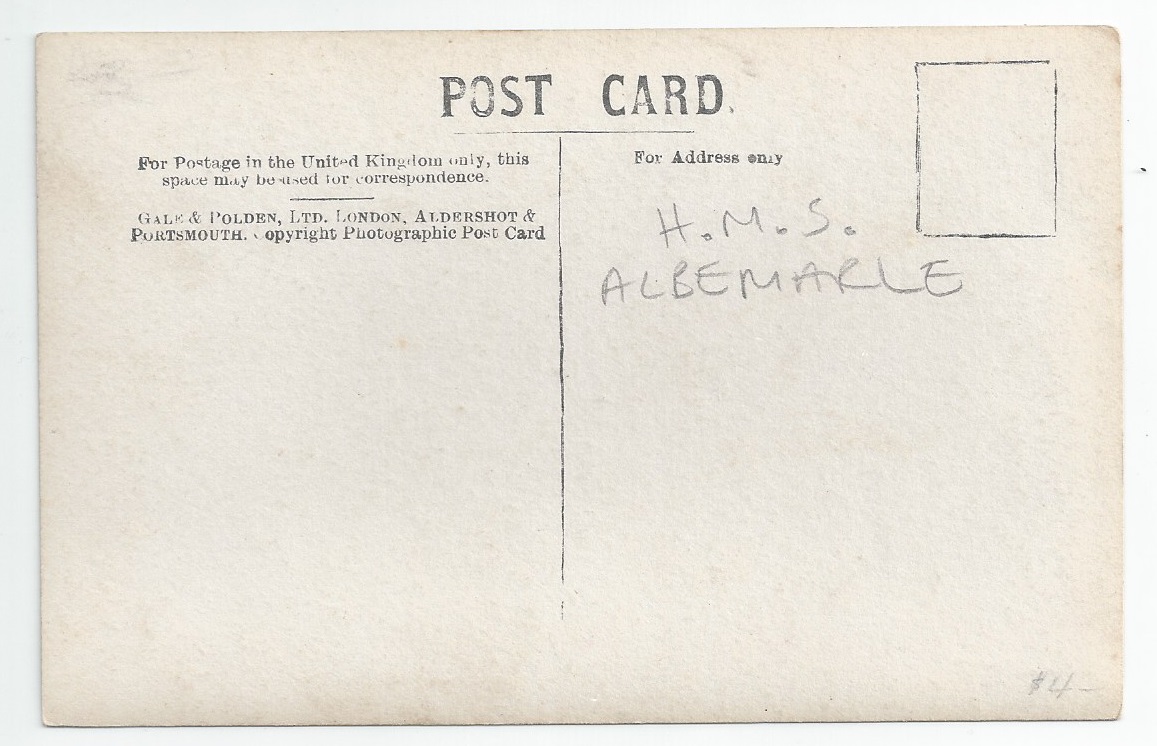 POST CARD.
For Postage in the United Kingdom only, this
space may be used for correspondence.
GALE & POLDEN, LTD. LONDON, ALDERSHOT &
PORTSMOUTH. Copyright Photographic Post Card
For Address only
H.M.S.
ALBEMARLE
$4-